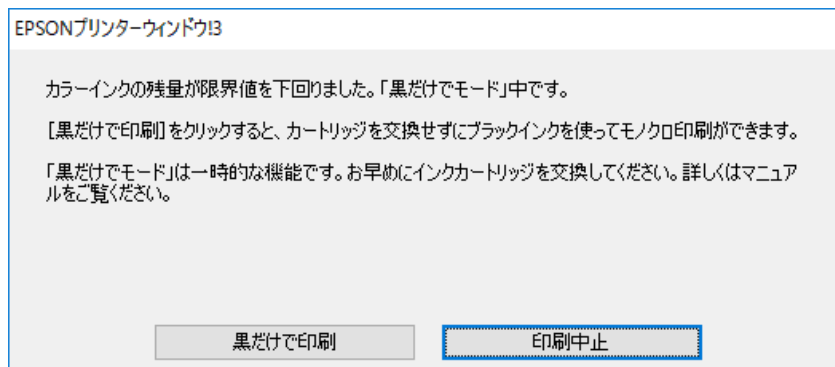 EPSONプリンターウィンドウ!3
カラーインクの残量が限界値を下回りました。「黒だけでモード」中です。
[黒だけで印刷]をクリックすると、カートリッジを交換せずにブラックインクを使ってモノクロ印刷ができます。
「黒だけでモード」は一時的な機能です。お早めにインクカートリッジを交換してください。詳しくはマニュア
ルをご覧ください。
黒だけで印刷
印刷中止